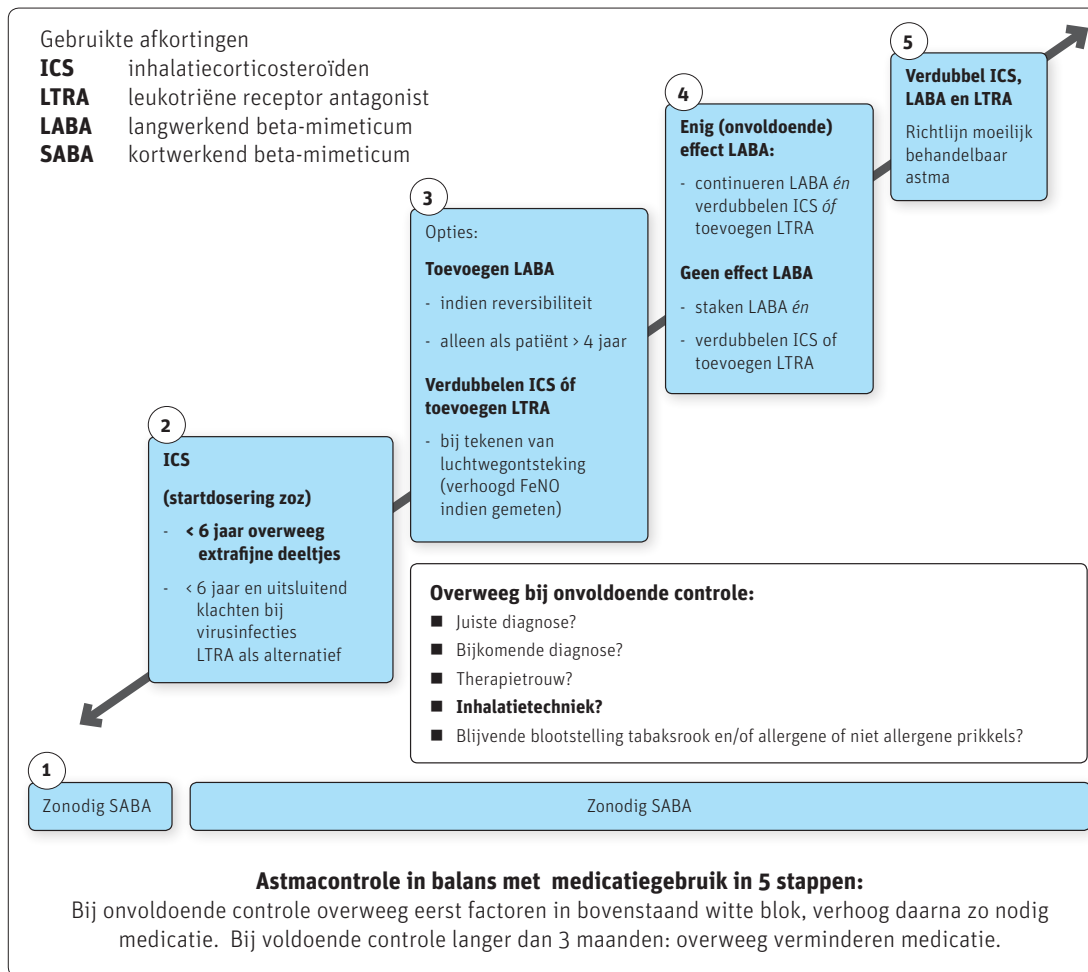 Gebruikte afkortingen
ICS inhalatiecorticosteroïden
LTRA leukotriëne receptor antagonist
LABA langwerkend beta-mimeticum
SABA kortwerkend beta-mimeticum
5
Verdubbel ICS,
LABA en LTRA
Richtlijn moeilijk
behandelbaar
astma
4
Enig (onvoldoende)
effect LABA:
- continueren LABA én
verdubbelen ICS óf
toevoegen LTRA
Geen effect LABA
- staken LABA én
- verdubbelen ICS of
toevoegen LTRA
3
Opties:
Toevoegen LABA
- indien reversibiliteit
- alleen als patiënt > 4 jaar
Verdubbelen ICS óf
toevoegen LTRA
- bij tekenen van
luchtwegontsteking
(verhoogd FeNO
indien gemeten)
2
ICS
(startdosering zoz)
- < 6 jaar overweeg
extrafijne deeltjes
- < 6 jaar en uitsluitend
klachten bij
virusinfecties
LTRA als alternatief
Overweeg bij onvoldoende controle:
■ Juiste diagnose?
■ Bijkomende diagnose?
■ Therapietrouw?
■ Inhalatietechniek?
■ Blijvende blootstelling tabaksrook en/of allergene of niet allergene prikkels?
1
Zonodig SABA
Zonodig SABA
Astmacontrole in balans met medicatiegebruik in 5 stappen:
Bij onvoldoende controle overweeg eerst factoren in bovenstaand witte blok, verhoog daarna zo nodig
medicatie. Bij voldoende controle langer dan 3 maanden: overweeg verminderen medicatie.